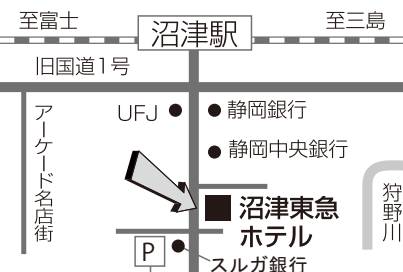 至富士
沼津駅
至三島
旧国道1号
UFJ
静岡銀行
静岡中央銀行
アーケード名店街
沼津東急
ホテル
狩野川
P
スルガ銀行